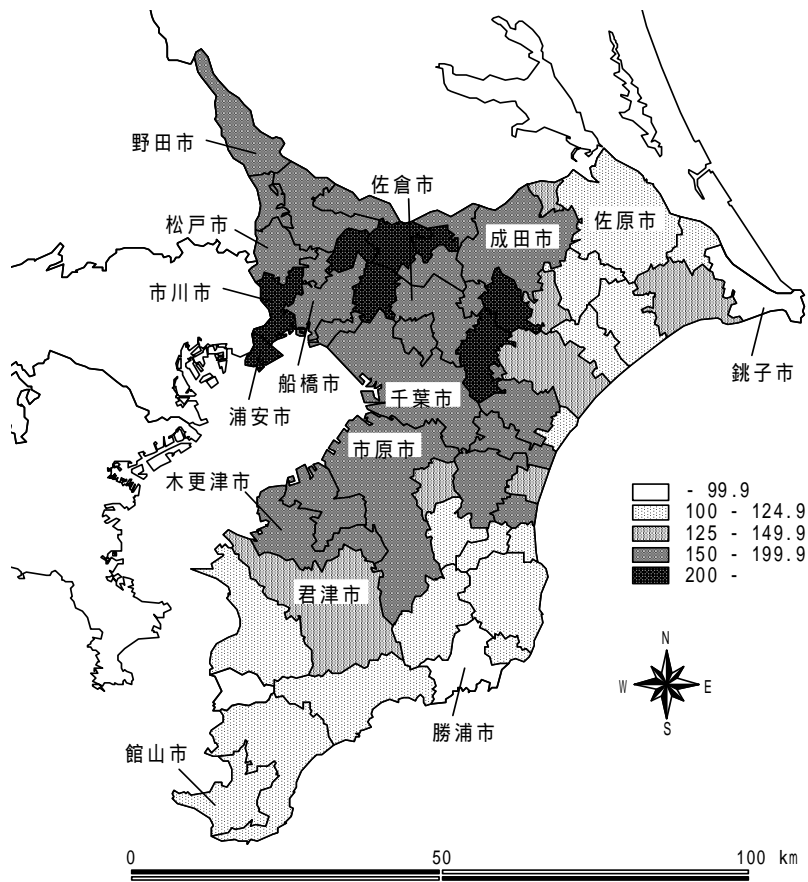 野田市
佐倉市
松戸市
成田市
佐原市
市川市
船橋市
千葉市
銚子市
浦安市
市原市
木更津市
- 99.9
100 - 124.9
125 - 149.9
150 - 199.9
200 -
君津市
N
W E
S
勝浦市
館山市
0 50 100 km